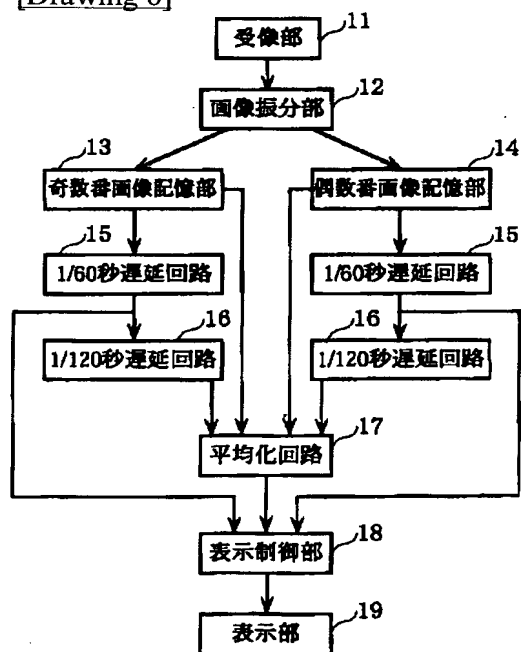 11
受像部
12
画像振分部
13
14
奇数番画像記憶部
偶数番画像記憶部
15
15
1/60秒遅延回路
1/60秒遅延回路
16
16
1/120秒遅延回路
1/120秒遅延回路
17
平均化回路
18
表示制御部
19
表示部